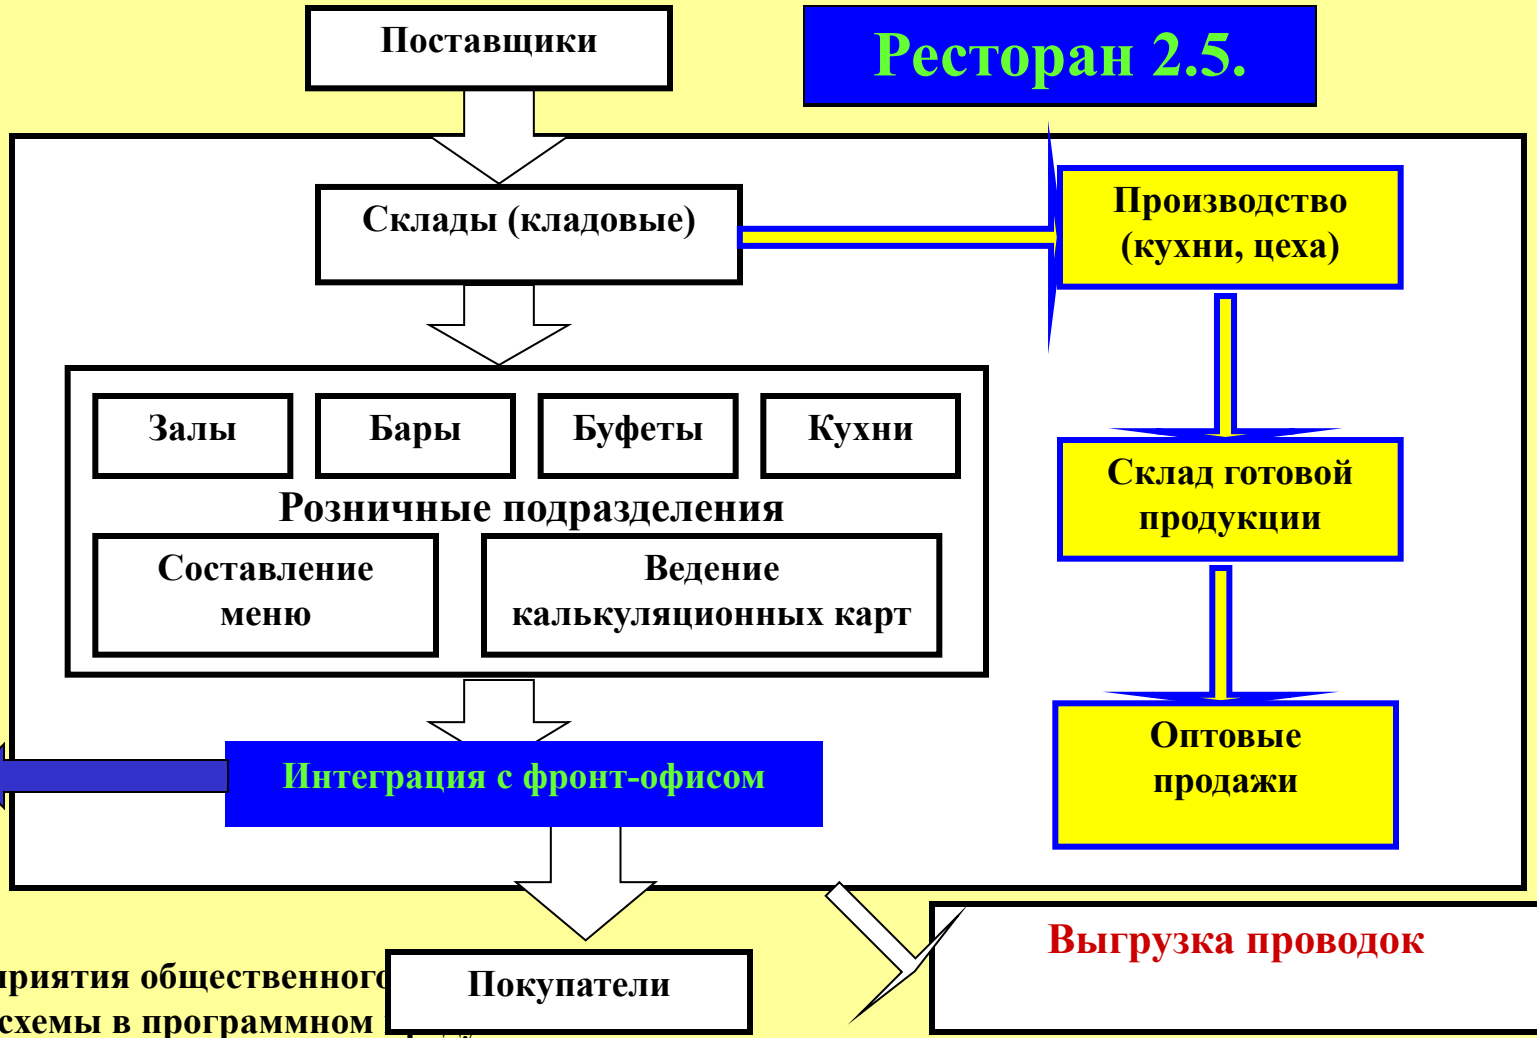 Поставщики
Ресторан 2.5.
Склады (кладовые)
Производство
(кухни, цеха)
Залы
Бары
Буфеты
Кухни
Розничные подразделения
Склад готовой
продукции
Составление
меню
Ведение
калькуляционных карт
Интеграция с фронт-офисом
Оптовые
продажи
Выгрузка проводок
Покупатели
приятия общественного
схемы в программном